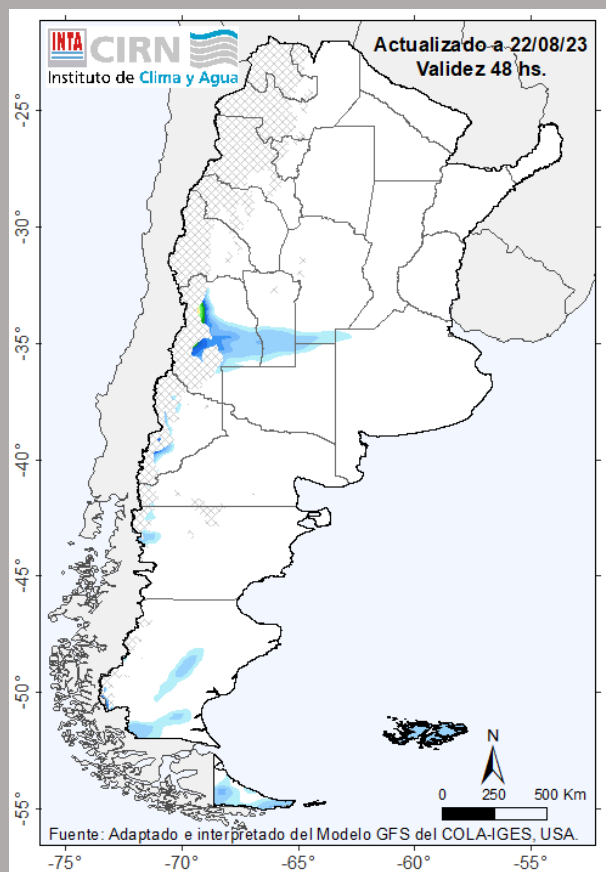 INTA CIRN
Instituto de Clima y Agua
Actualizado a 22/08/23
Validez 48 hs.
-25°
-30°
-35°
-40°
-45°
-50°
-55°
N
0 250 500 Km
Fuente: Adaptado e interpretado del Modelo GFS del COLA-IGES, USA.
-75° -70° -65° -60° -55°